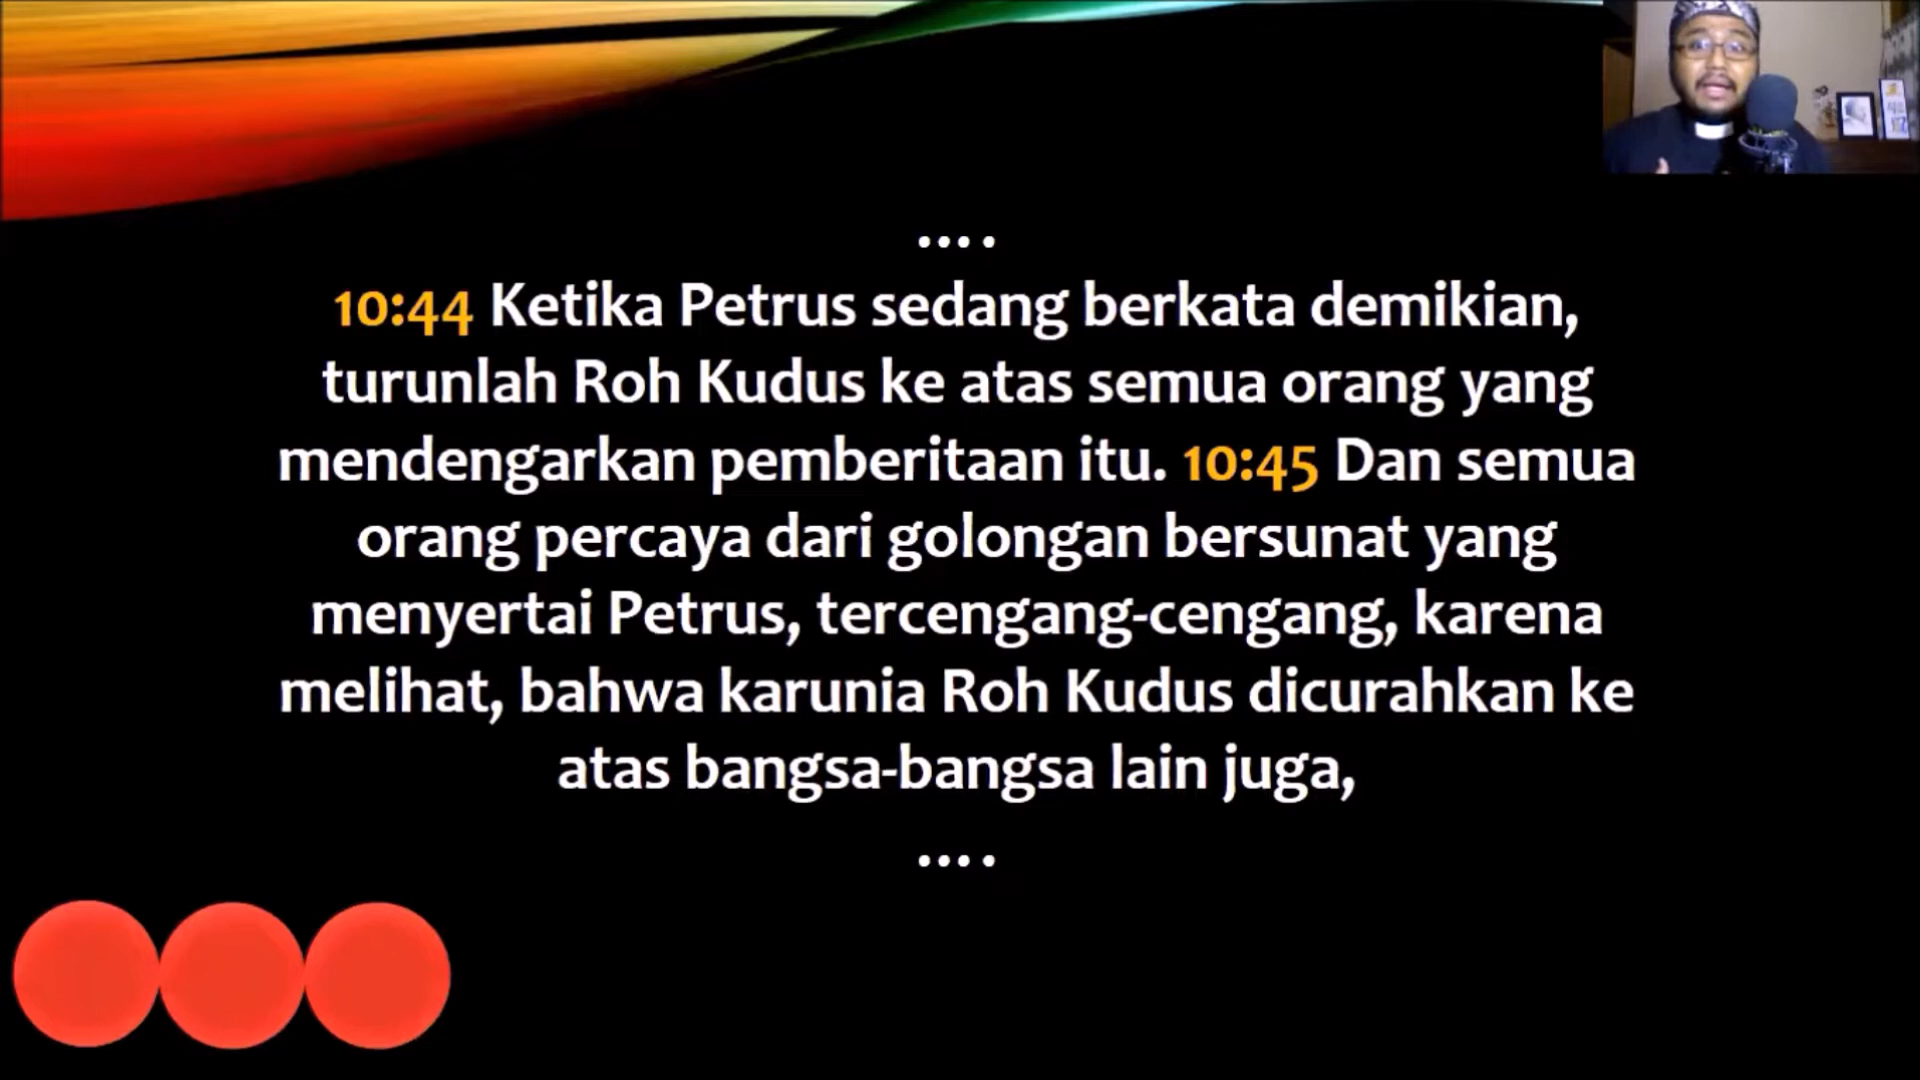 ....
10:44 Ketika Petrus sedang berkata demikian,
turunlah Roh Kudus ke atas semua orang yang
mendengarkan pemberitaan itu. 10:45 Dan semua
orang percaya dari golongan bersunat yang
menyertai Petrus, tercengang-cengang, karena
melihat, bahwa karunia Roh Kudus dicurahkan ke
atas bangsa-bangsa lain juga,
....